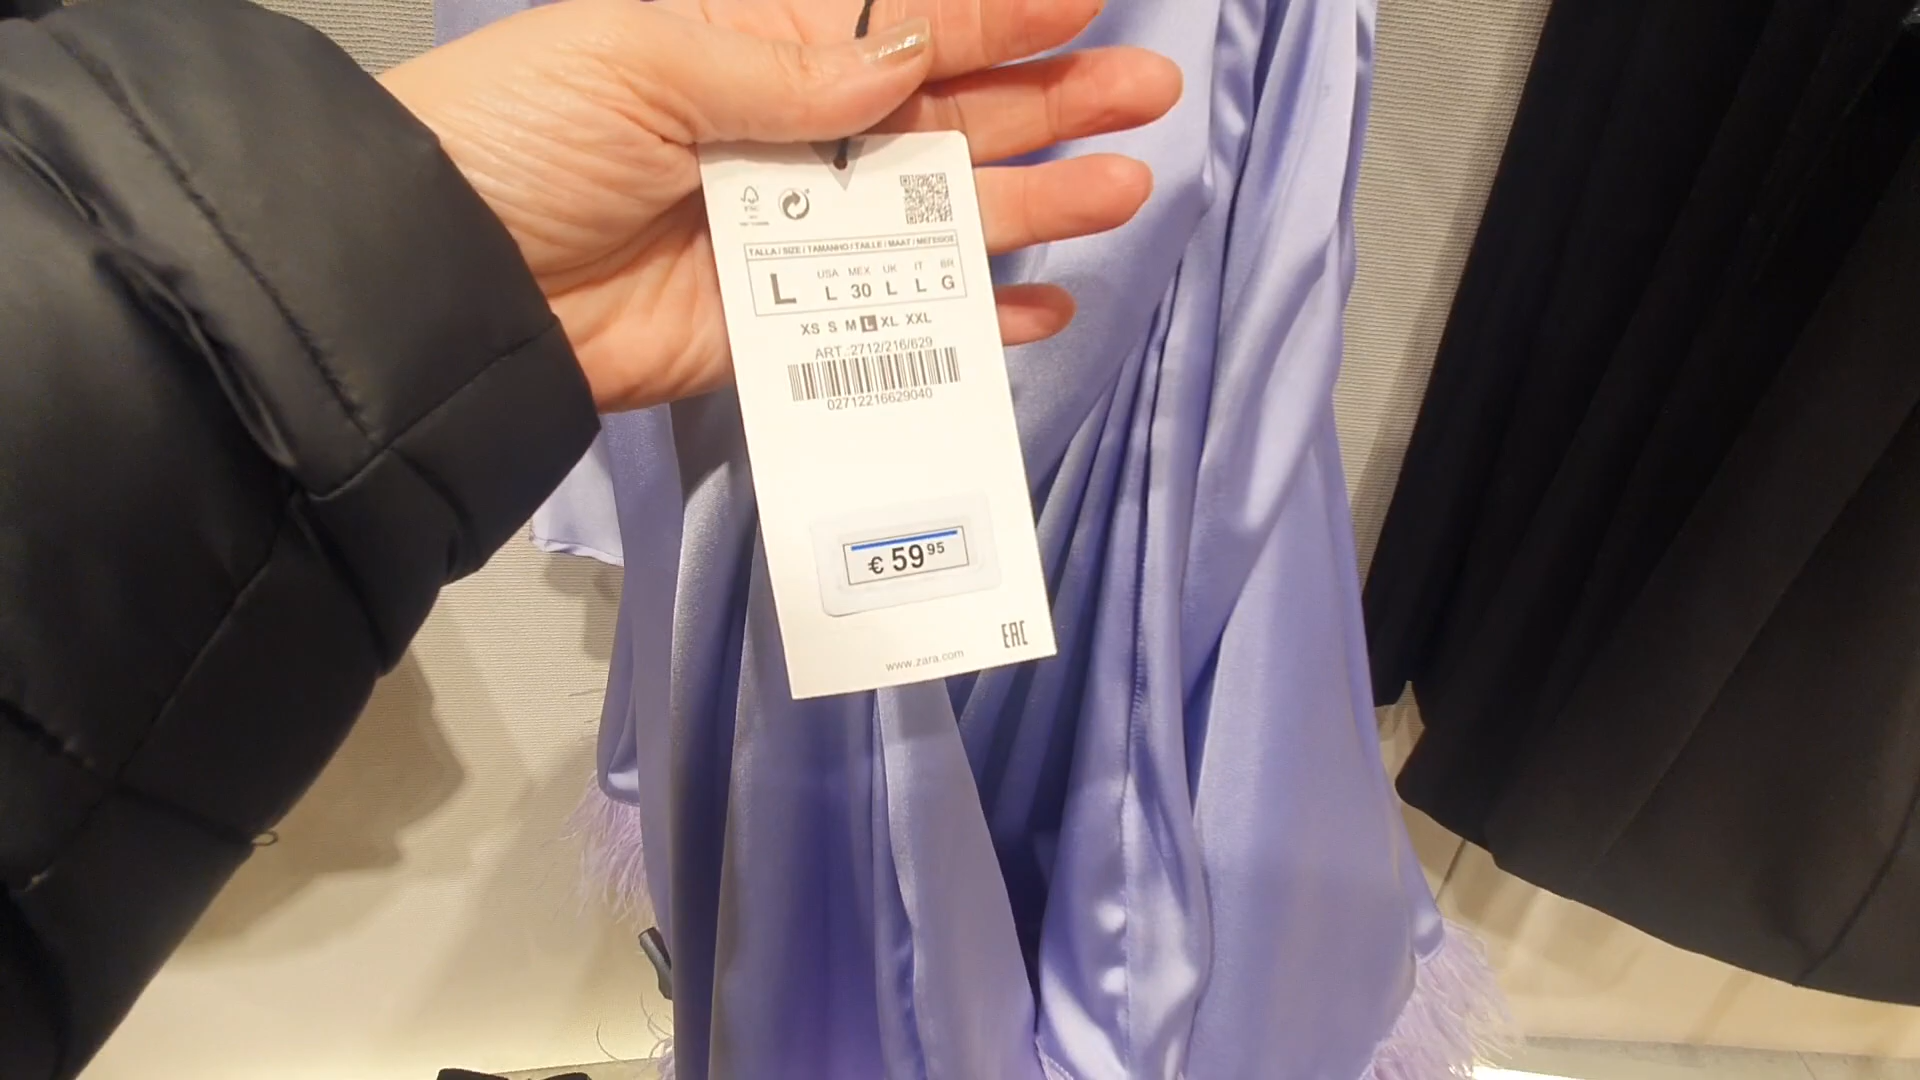 TALLA / SIZE / TAMANHO / TAILLE / MAAT / ΜΕΓΕΘΟΣ
USA MEX UK IT BR
L L 30 L L G
XS S M L XL XXL
ART.:2712/216/629
02712216629040
€ 59 95
EAC
www.zara.com